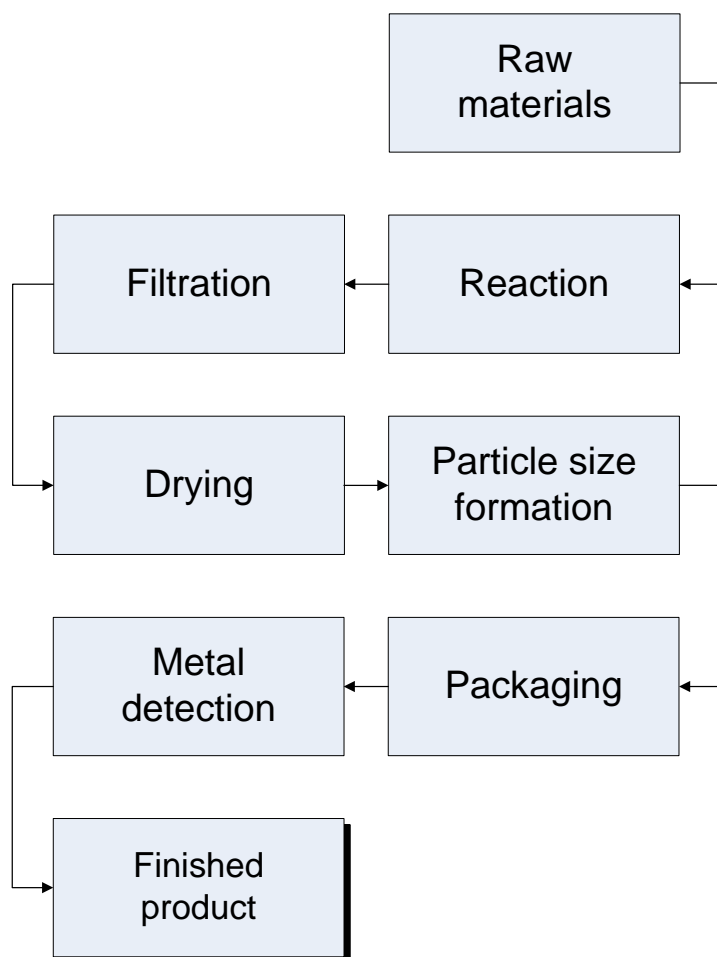 Raw
materials
Reaction
Filtration
Drying
Particle size
formation
Packaging
Metal
detection
Finished
product